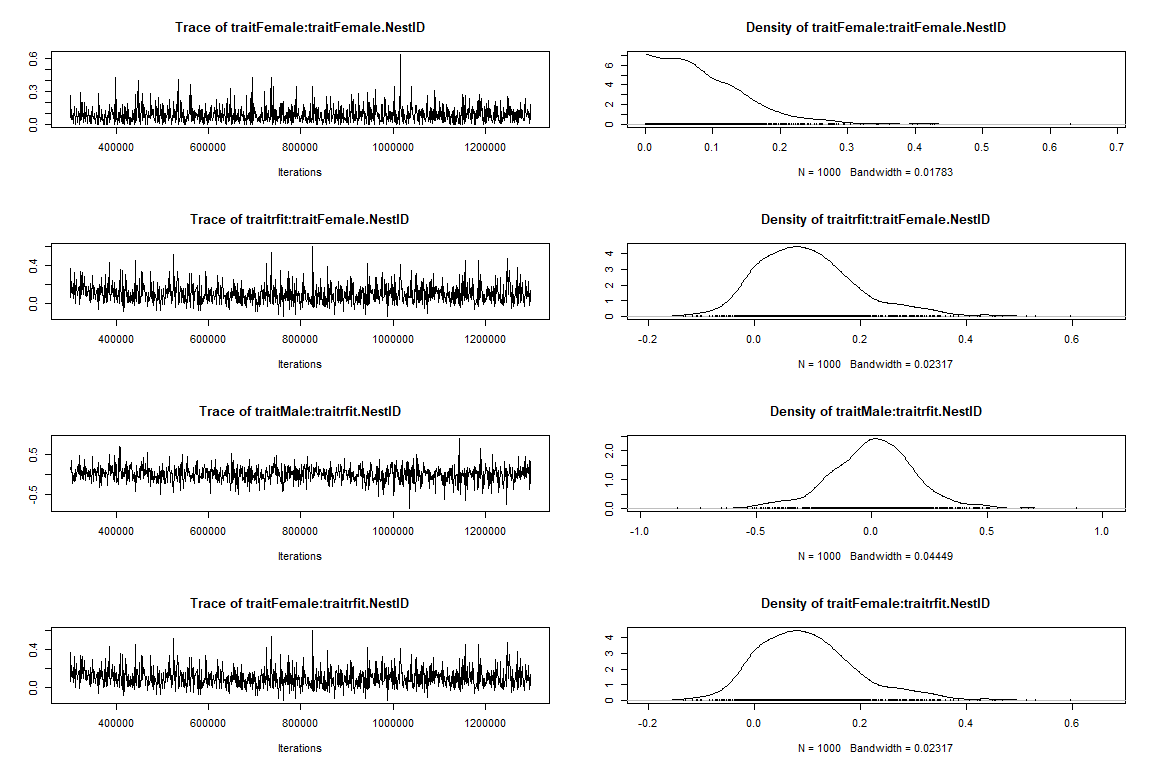 Trace of traitFemale:traitFemale.NestID
0.0 0.3 0.6
400000 600000 800000 1000000 1200000
Iterations
Density of traitFemale:traitFemale.NestID
0 2 4 6
0.0 0.1 0.2 0.3 0.4 0.5 0.6 0.7
N = 1000 Bandwidth = 0.01783
Trace of traitrfit:traitFemale.NestID
0.0 0.4
400000 600000 800000 1000000 1200000
Iterations
Density of traitrfit:traitFemale.NestID
0 1 2 3 4
-0.2 0.0 0.2 0.4 0.6
N = 1000 Bandwidth = 0.02317
Trace of traitMale:traitrfit.NestID
-0.5 0.5
400000 600000 800000 1000000 1200000
Iterations
Density of traitMale:traitrfit.NestID
0.0 1.0 2.0
-1.0 -0.5 0.0 0.5 1.0
N = 1000 Bandwidth = 0.04449
Trace of traitFemale:traitrfit.NestID
0.0 0.4
400000 600000 800000 1000000 1200000
Iterations
Density of traitFemale:traitrfit.NestID
0 1 2 3 4
-0.2 0.0 0.2 0.4 0.6
N = 1000 Bandwidth = 0.02317